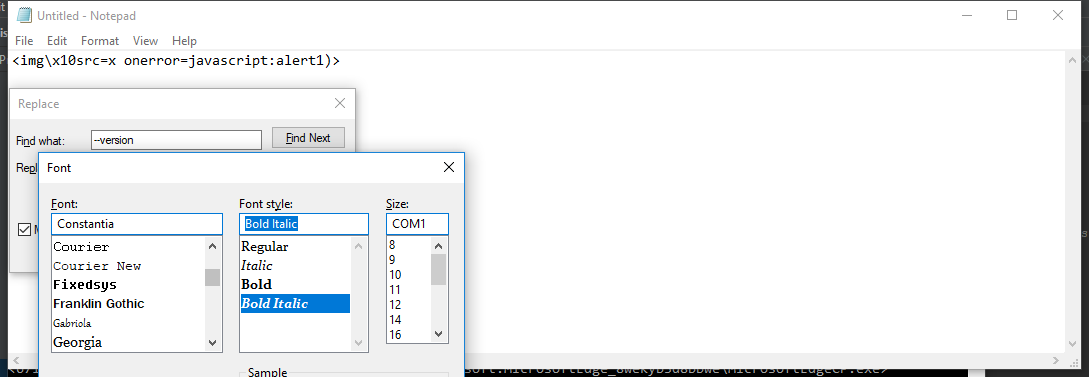 Untitled - Notepad
File Edit Format View Help
<img\x10src=x onerror=javascript:alert1)>
Replace
Find what: --version Find Next
Repl
Font
Font: Font style: Size:
Constantia Bold Italic COM1
Courier Regular 8
Courier New Italic 9
Fixedsys Bold 10
Franklin Gothic Bold Italic 11
Gabriola 12
Georgia 14
16
Sample